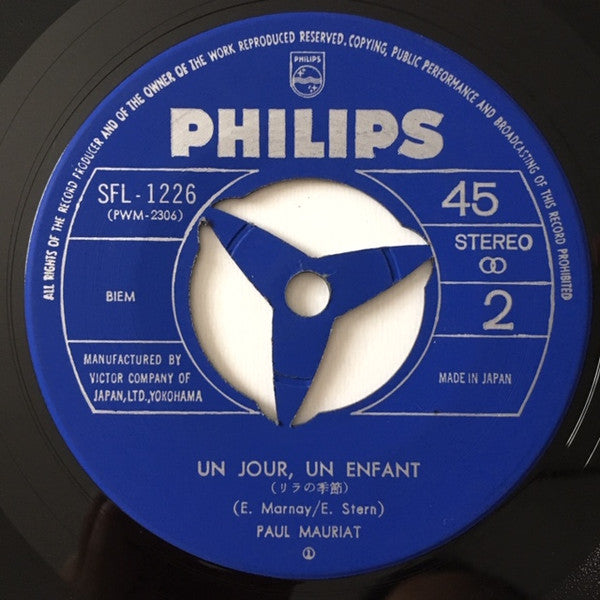 ALL RIGHTS OF THE RECORD PRODUCER AND OF THE OWNER OF THE WORK REPRODUCED RESERVED. COPYING, PUBLIC PERFORMANCE AND BROADCASTING OF THIS RECORD PROHIBITED
PHILIPS
PHILIPS
SFL-1226
(PWM-2306)
45
STEREO
BIEM
2
MANUFACTURED BY
VICTOR COMPANY OF
JAPAN, LTD., YOKOHAMA
MADE IN JAPAN
UN JOUR, UN ENFANT
(リラの季節)
(E. Marnay/E. Stern)
PAUL MAURIAT
①